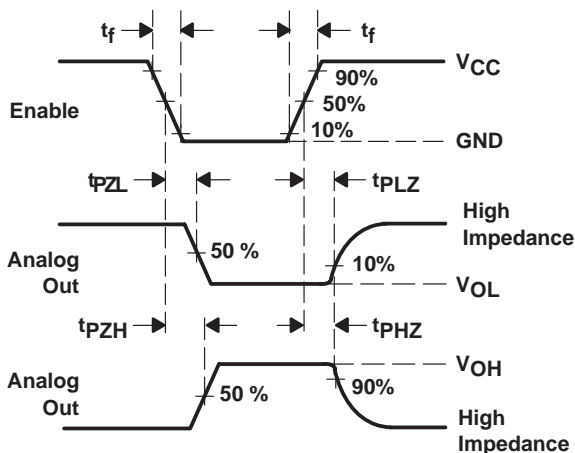 tf
tf
VCC
90%
50%
10%
Enable
GND
tPZL
tPLZ
High
Impedance
50 %
10%
Analog
Out
VOL
tPZH
tPHZ
VOH
Analog
Out
50 %
90%
High
Impedance